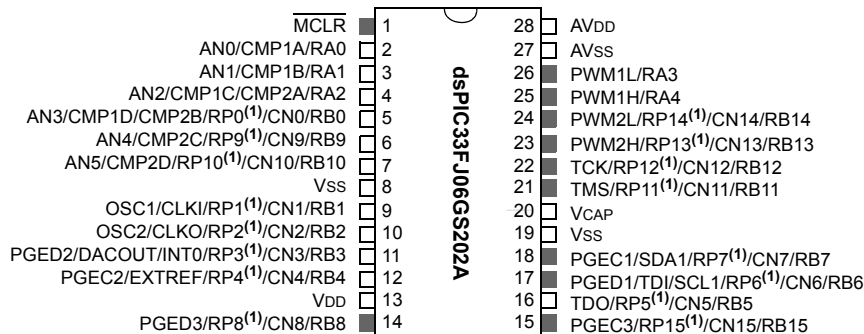 MCLR 1 28 AVDD
AN0/CMP1A/RA0 2 27 AVSS
AN1/CMP1B/RA1 3 26 PWM1L/RA3
AN2/CMP1C/CMP2A/RA2 4 25 PWM1H/RA4
AN3/CMP1D/CMP2B/RP0(1)/CN0/RB0 5 24 PWM2L/RP14(1)/CN14/RB14
AN4/CMP2C/RP9(1)/CN9/RB9 6 23 PWM2H/RP13(1)/CN13/RB13
AN5/CMP2D/RP10(1)/CN10/RB10 7 22 TCK/RP12(1)/CN12/RB12
VSS 8 21 TMS/RP11(1)/CN11/RB11
OSC1/CLKI/RP1(1)/CN1/RB1 9 20 VCAP
OSC2/CLKO/RP2(1)/CN2/RB2 10 19 VSS
PGED2/DACOUT/INT0/RP3(1)/CN3/RB3 11 18 PGEC1/SDA1/RP7(1)/CN7/RB7
PGEC2/EXTREF/RP4(1)/CN4/RB4 12 17 PGED1/TDI/SCL1/RP6(1)/CN6/RB6
VDD 13 16 TDO/RP5(1)/CN5/RB5
PGED3/RP8(1)/CN8/RB8 14 15 PGEC3/RP15(1)/CN15/RB15
dsPIC33FJ06GS202A